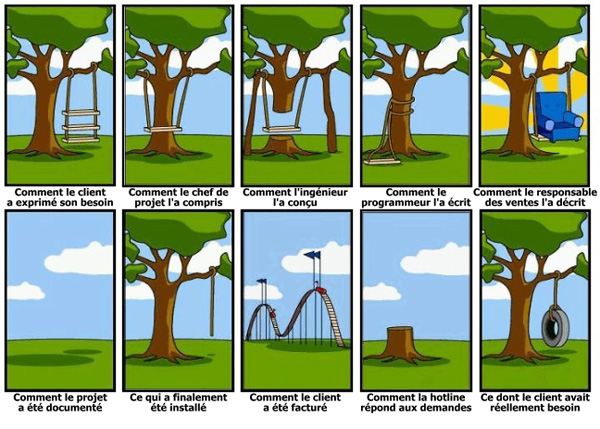 Comment le client
a exprimé son besoin
Comment le chef de
projet l'a compris
Comment l'ingénieur
l'a conçu
Comment le
programmeur l'a écrit
Comment le responsable
des ventes l'a décrit
Comment le projet
a été documenté
Ce qui a finalement
été installé
Comment le client
a été facturé
Comment la hotline
répond aux demandes
Ce dont le client avait
réellement besoin